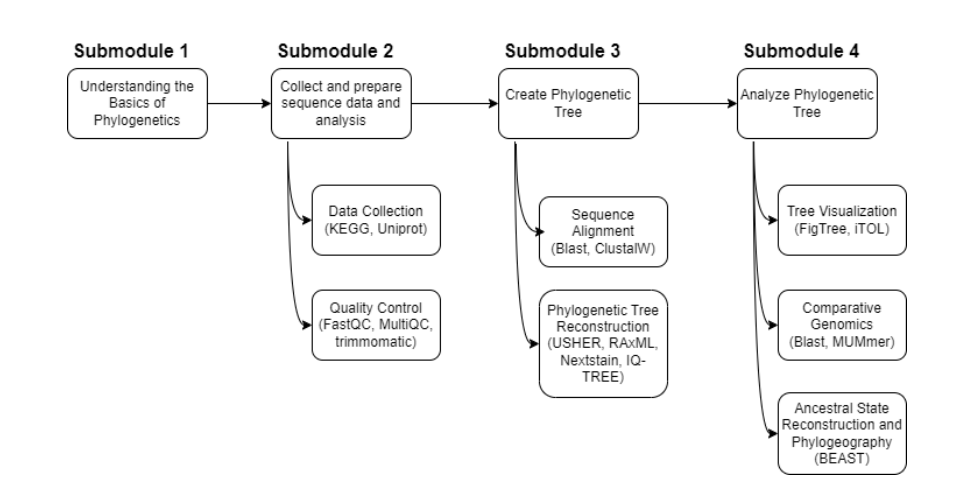 Submodule 1
Understanding the
Basics of
Phylogenetics
Submodule 2
Collect and prepare
sequence data and
analysis
Data Collection
(KEGG, Uniprot)
Quality Control
(FastQC, MultiQC,
trimmomatic)
Submodule 3
Create Phylogenetic
Tree
Sequence
Alignment
(Blast, ClustalW)
Phylogenetic Tree
Reconstruction
(USHER, RAxML,
Nextstain, IQ-
TREE)
Submodule 4
Analyze Phylogenetic
Tree
Tree Visualization
(FigTree, iTOL)
Comparative
Genomics
(Blast, MUMmer)
Ancestral State
Reconstruction and
Phylogeography
(BEAST)